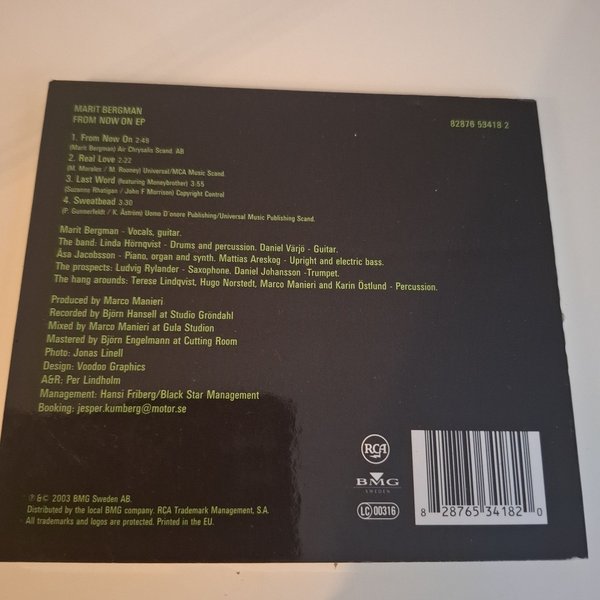 MARIT BERGMAN
FROM NOW ON EP
82876 53418 2
1. From Now On 2:48
(Marit Bergman) Air Chrysalis Scand. AB
2. Real Love 2:22
(M. Morales / M. Rooney) Universal/MCA Music Scand.
3. Last Word (featuring Moneybrother) 3:55
(Suzanne Rhatigan / John F Morrison) Copyright Control
4. Sweatbead 3:30
(P. Gunnerfeldt / K. Åström) Uomo D'onore Publishing/Universal Music Publishing Scand.
Marit Bergman - Vocals, guitar.
The band: Linda Hörnqvist - Drums and percussion. Daniel Värjö - Guitar.
Åsa Jacobsson - Piano, organ and synth. Mattias Areskog - Upright and electric bass.
The prospects: Ludvig Rylander - Saxophone. Daniel Johansson -Trumpet.
The hang arounds: Terese Lindqvist, Hugo Norstedt, Marco Manieri and Karin Östlund - Percussion.
Produced by Marco Manieri
Recorded by Björn Hansell at Studio Gröndahl
Mixed by Marco Manieri at Gula Studion
Mastered by Björn Engelmann at Cutting Room
Photo: Jonas Linell
Design: Voodoo Graphics
A&R: Per Lindholm
Management: Hansi Friberg/Black Star Management
Booking: jesper.kumberg@motor.se
RCA
BMG
SWEDEN
LC 00316
℗ & © 2003 BMG Sweden AB.
Distributed by the local BMG company. RCA Trademark Management, S.A.
All trademarks and logos are protected. Printed in the EU.
8 28765 34182 0